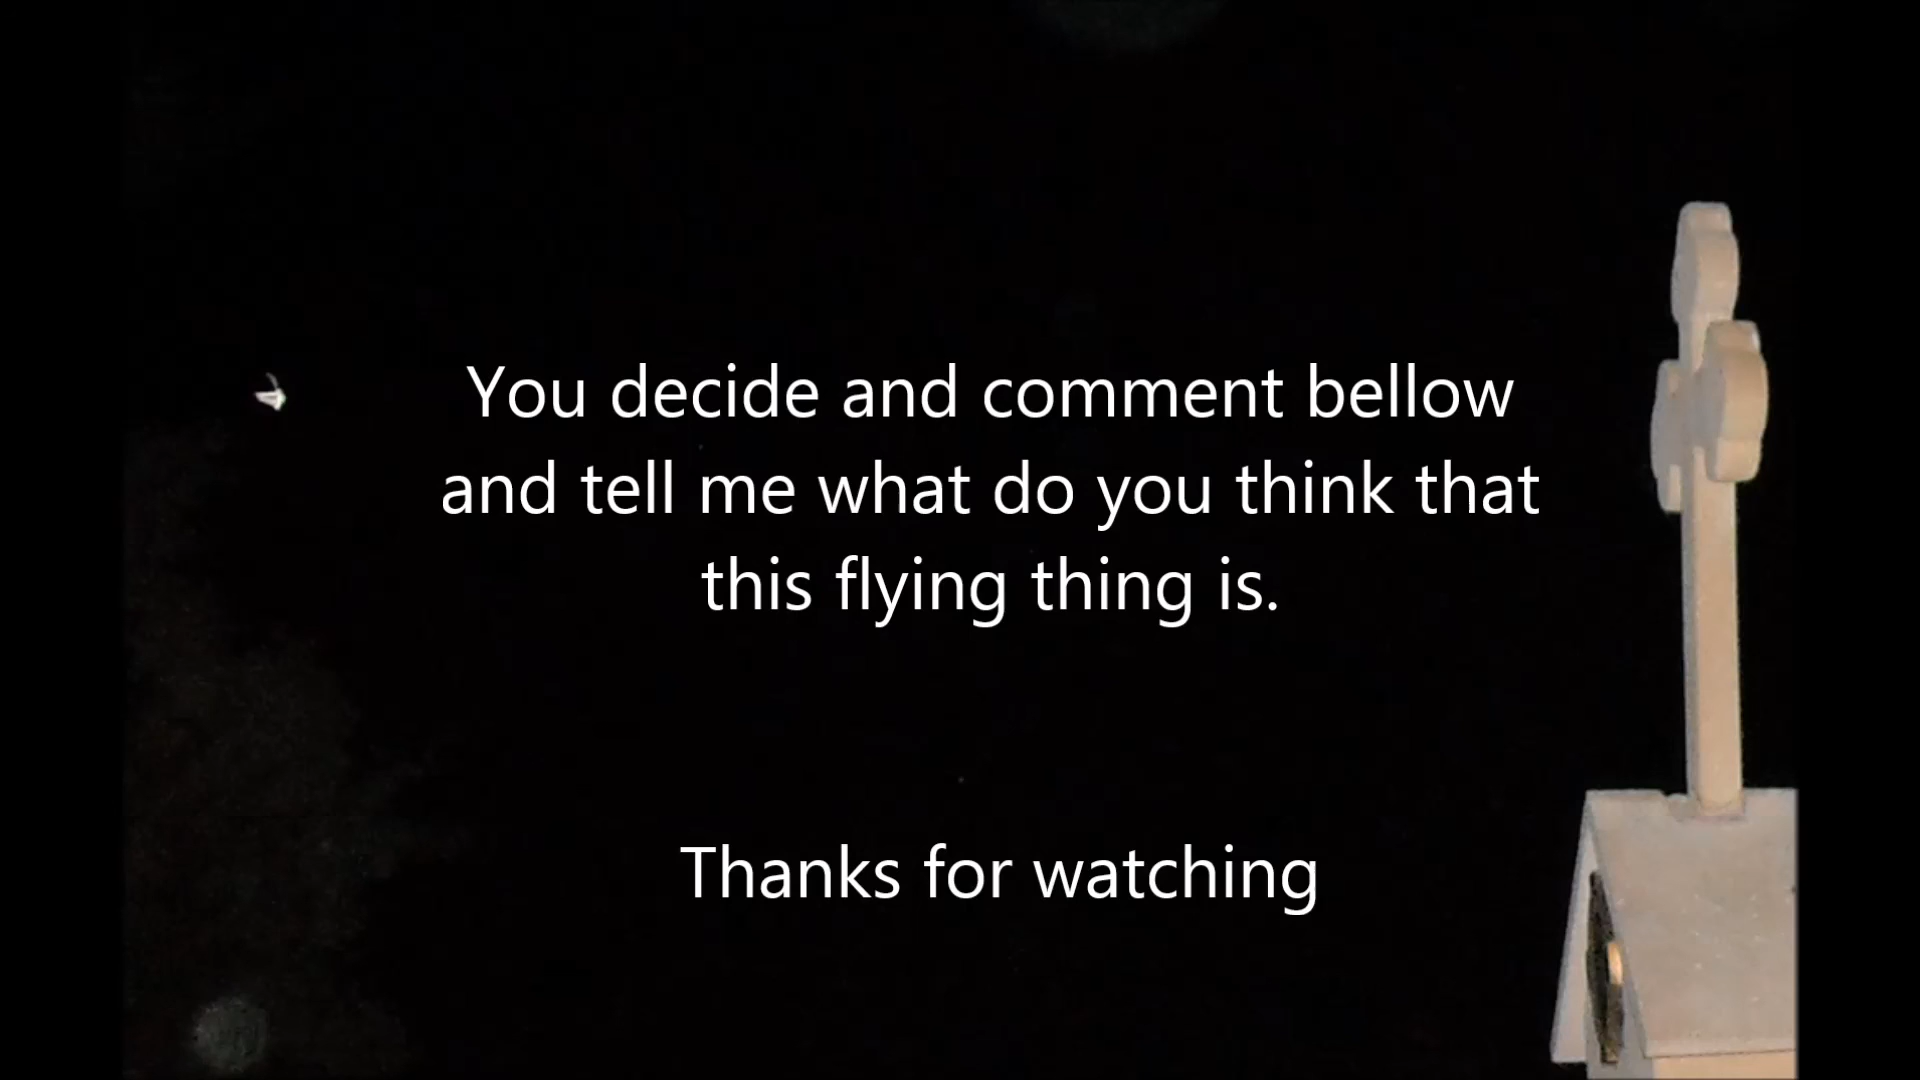 You decide and comment bellow
and tell me what do you think that
this flying thing is.
Thanks for watching